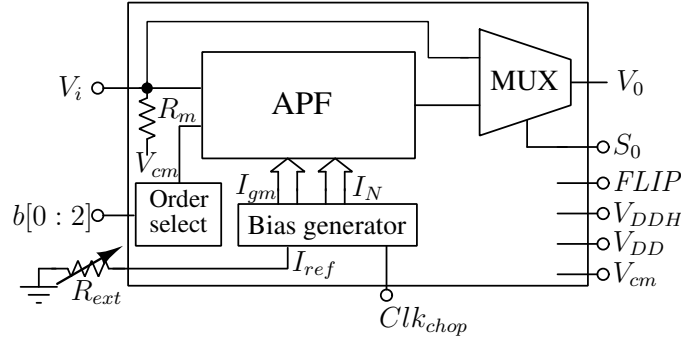 V_i
R_m
V_cm
APF
MUX
V_0
S_0
FLIP
V_DDH
V_DD
V_cm
I_gm
I_N
b[0 : 2]
Order
select
Bias generator
I_ref
R_ext
Clk_chop